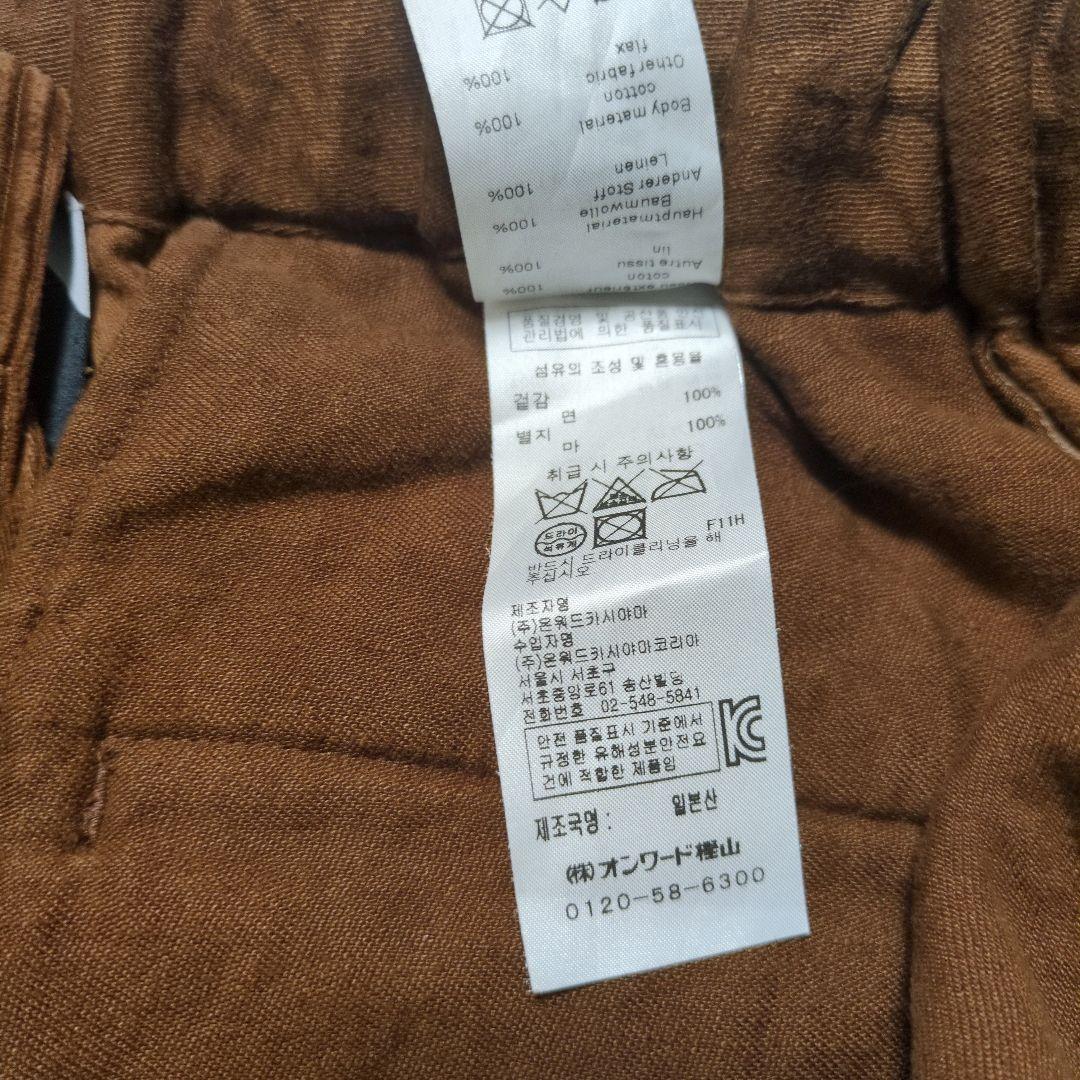 flax
Other fabric 100%
cotton
Body material 100%
Leinen
Anderer Stoff 100%
Baumwolle
Hauptmaterial 100%
lin
Autre tissu 100%
coton
extérieur 100%
품질경영 및 공산품안전
관리법에 의한 품질표시
섬유의 조성 및 혼용율
겉감
면 100%
별지
마 100%
취급 시 주의사항
드라이
석유계
F11H
반드시 드라이클리닝을 해
주십시오
제조자명
(주)온워드카시야마
수입자명
(주)온워드카시야마코리아
서울시 서초구
서초중앙로61 송산빌딩
전화번호 02-548-5841
안전 품질표시 기준에서
규정한 유해성분안전요
건에 적합한 제품임
제조국명 : 일본산
㈱オンワード樫山
0120-58-6300